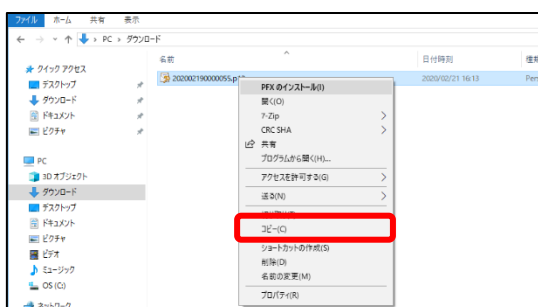 ファイル ホーム 共有 表示
PC › ダウンロード
名前 日付時刻
クイック アクセス
デスクトップ
ダウンロード
ドキュメント
ピクチャ
PC
3D オブジェクト
ダウンロード
デスクトップ
ドキュメント
ピクチャ
ビデオ
ミュージック
OS (C:)
202002190000055.p12 2020/02/21 16:13
PFX のインストール(I)
開く(O)
7-Zip
CRC SHA
共有
プログラムから開く(H)...
アクセスを許可する(G)
送る(N)
コピー(C)
ショートカットの作成(S)
削除(D)
名前の変更(M)
プロパティ(R)